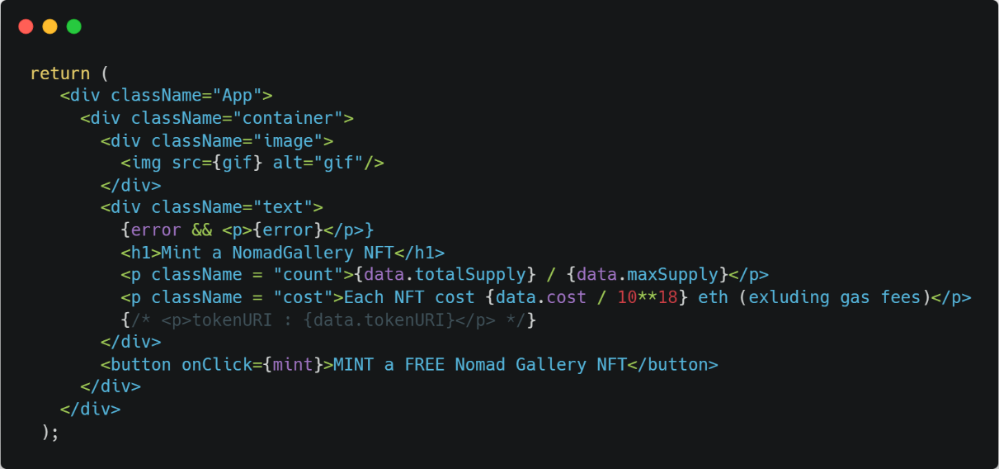 return (
<div className="App">
<div className="container">
<div className="image">
<img src={gif} alt="gif"/>
</div>
<div className="text">
{error && <p>{error}</p>}
<h1>Mint a NomadGallery NFT</h1>
<p className = "count">{data.totalSupply} / {data.maxSupply}</p>
<p className = "cost">Each NFT cost {data.cost / 10**18} eth (exluding gas fees)</p>
{/* <p>tokenURI : {data.tokenURI}</p> */}
</div>
<button onClick={mint}>MINT a FREE Nomad Gallery NFT</button>
</div>
</div>
);